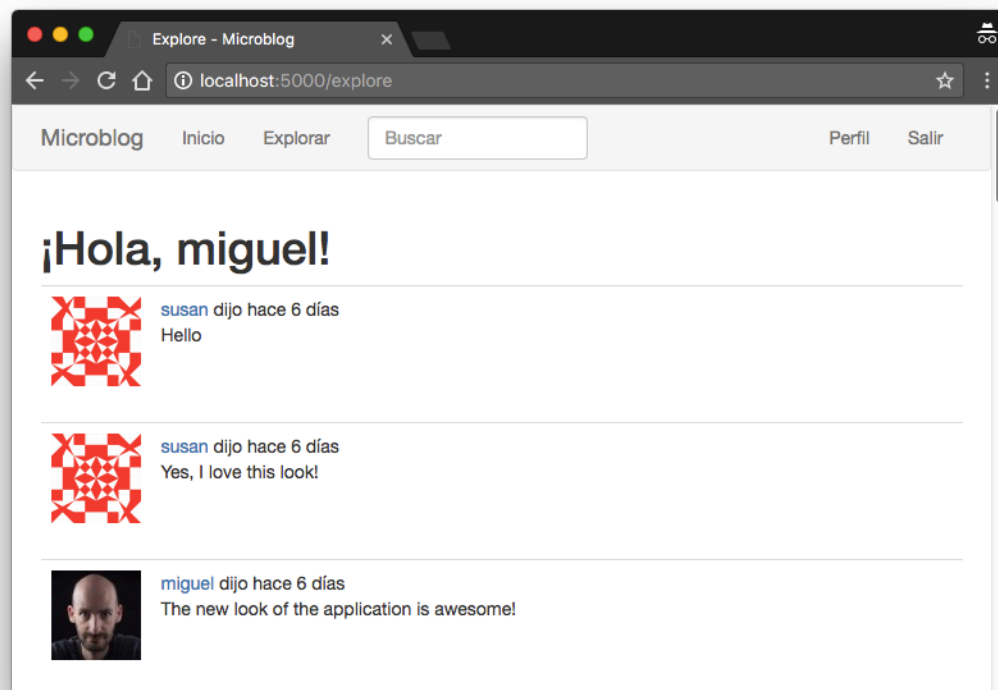 Explore - Microblog
localhost:5000/explore
Microblog Inicio Explorar Buscar Perfil Salir
¡Hola, miguel!
susan dijo hace 6 días
Hello
susan dijo hace 6 días
Yes, I love this look!
miguel dijo hace 6 días
The new look of the application is awesome!